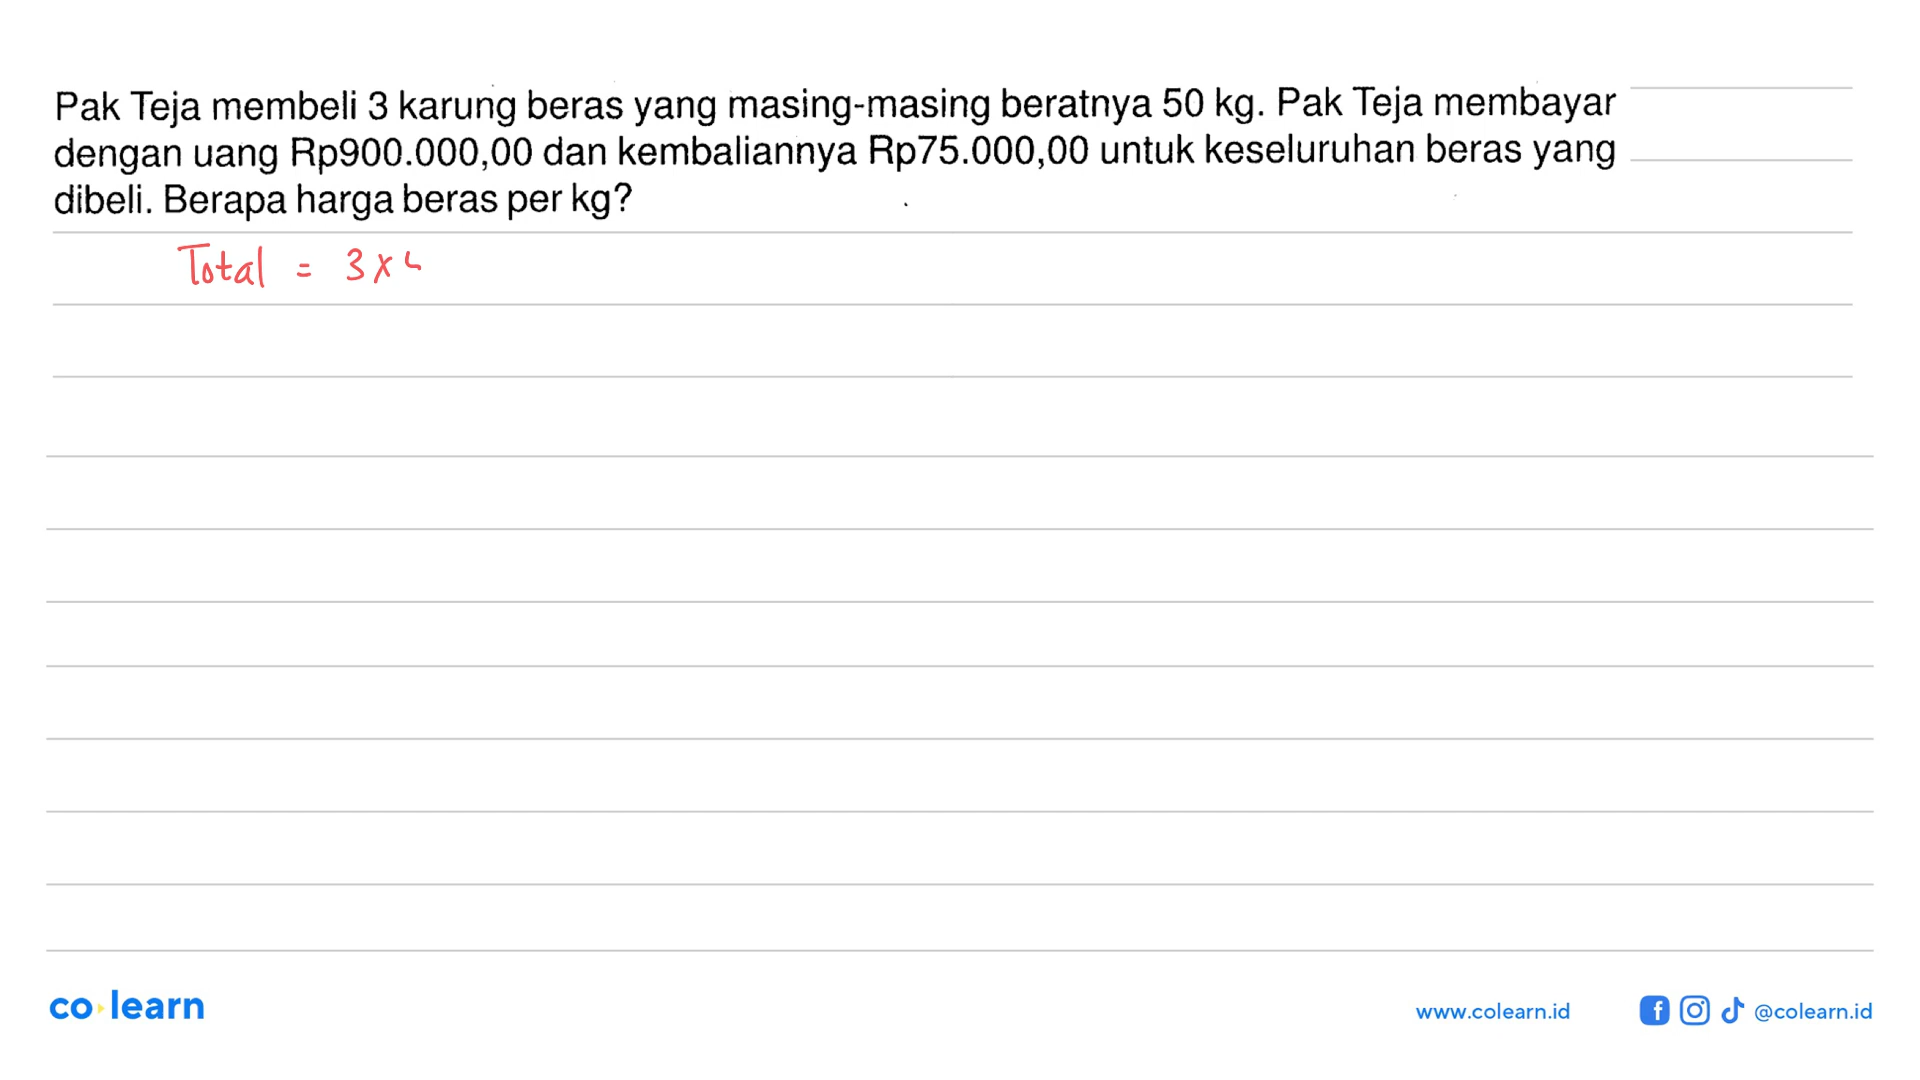 Pak Teja membeli 3 karung beras yang masing-masing beratnya 50 kg. Pak Teja membayar
dengan uang Rp900.000,00 dan kembaliannya Rp75.000,00 untuk keseluruhan beras yang
dibeli. Berapa harga beras per kg?
Total = 3 x
co learn
www.colearn.id
@colearn.id